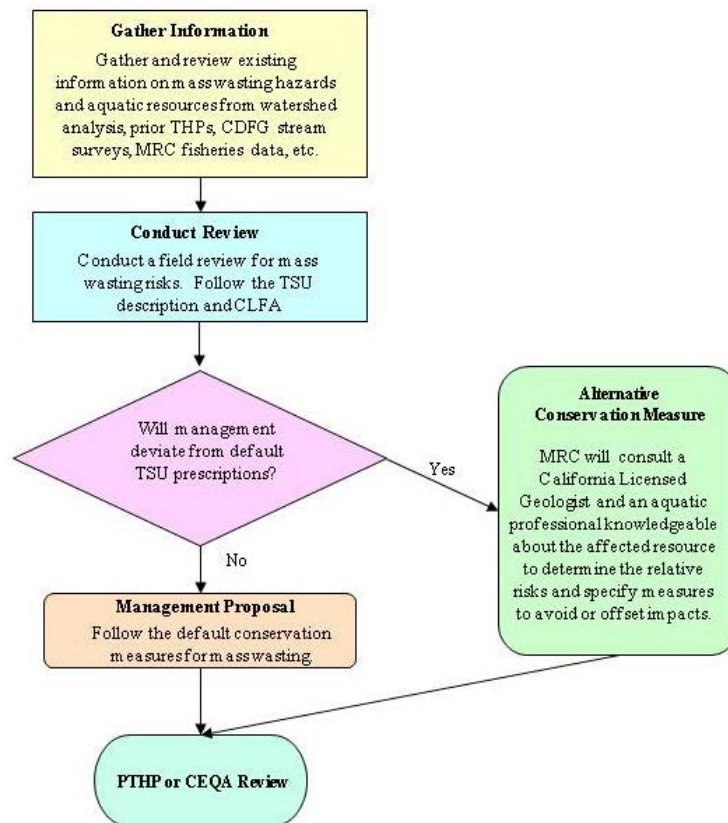 Gather Information
Gather and review existing
information on mass wasting hazards
and aquatic resources from watershed
analysis, prior THPs, CDFG stream
surveys, MRC fisheries data, etc.
Conduct Review
Conduct a field review for mass
wasting risks. Follow the TSU
description and CLFA
Will management
deviate from default
TSU prescriptions?
Yes
No
Alternative
Conservation Measure
MRC will consult a
California Licensed
Geologist and an aquatic
professional knowledgeable
about the affected resource
to determine the relative
risks and specify measures
to avoid or offset impacts.
Management Proposal
Follow the default conservation
measures for mass wasting.
PTHP or CEQA Review